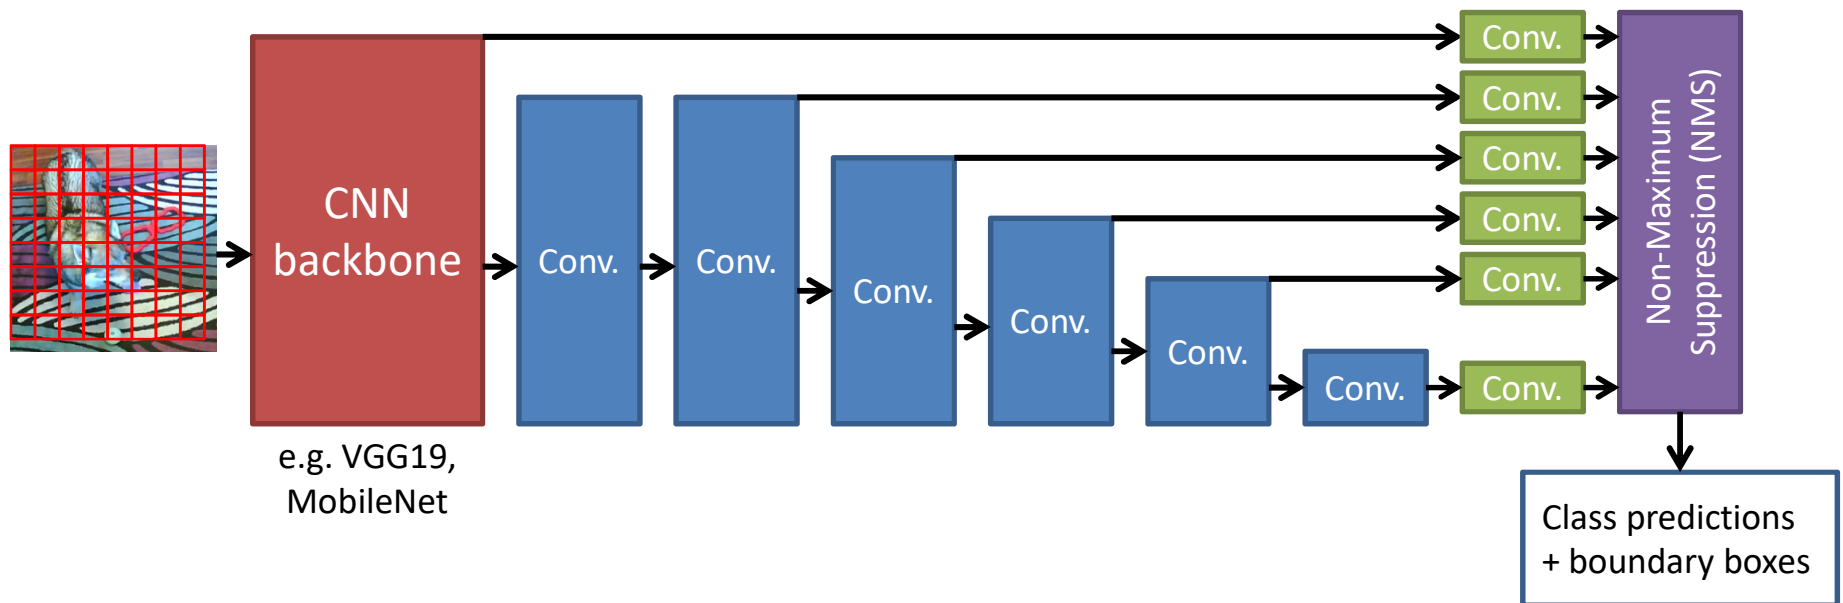 CNN
backbone
e.g. VGG19,
MobileNet
Conv.
Conv.
Conv.
Conv.
Conv.
Conv.
Conv.
Conv.
Conv.
Conv.
Conv.
Conv.
Non-Maximum
Suppression (NMS)
Class predictions
+ boundary boxes